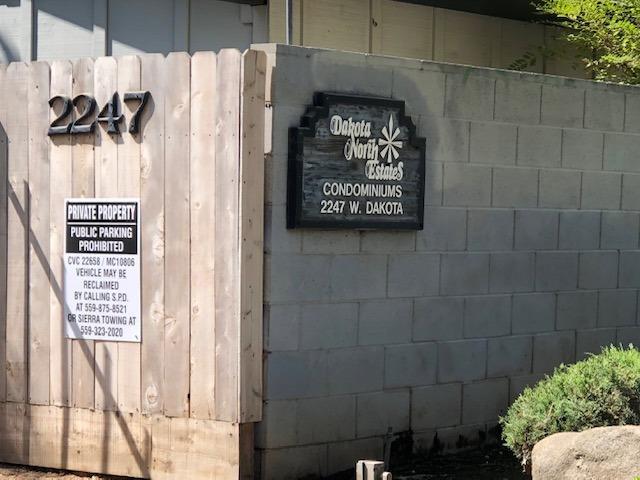 2247
PRIVATE PROPERTY
PUBLIC PARKING
PROHIBITED
CVC 22658 / MC10806
VEHICLE MAY BE
RECLAIMED
BY CALLING S.P.D.
AT 559-875-8521
OR SIERRA TOWING AT
559-323-2020
Dakota
North
EstateS
CONDOMINIUMS
2247 W. DAKOTA